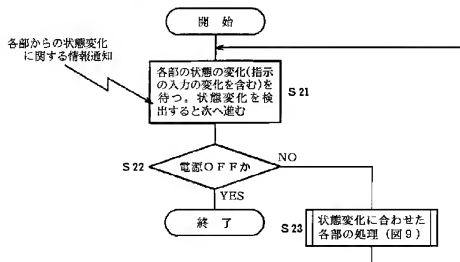 開始
各部からの状態変化
に関する情報通知
各部の状態の変化(指示
の入力の変化を含む)を
待つ。状態変化を検
出すると次へ進む
S21
S22
電源OFFか
NO
YES
終了
S23
状態変化に合わせた
各部の処理(図9)